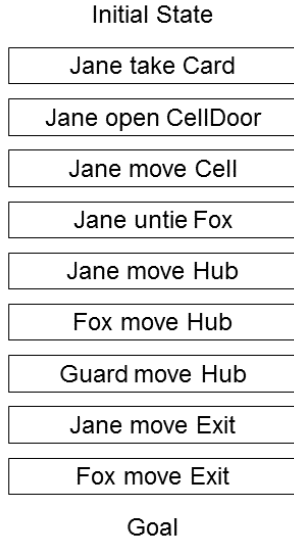 Initial State
Jane take Card
Jane open CellDoor
Jane move Cell
Jane untie Fox
Jane move Hub
Fox move Hub
Guard move Hub
Jane move Exit
Fox move Exit
Goal